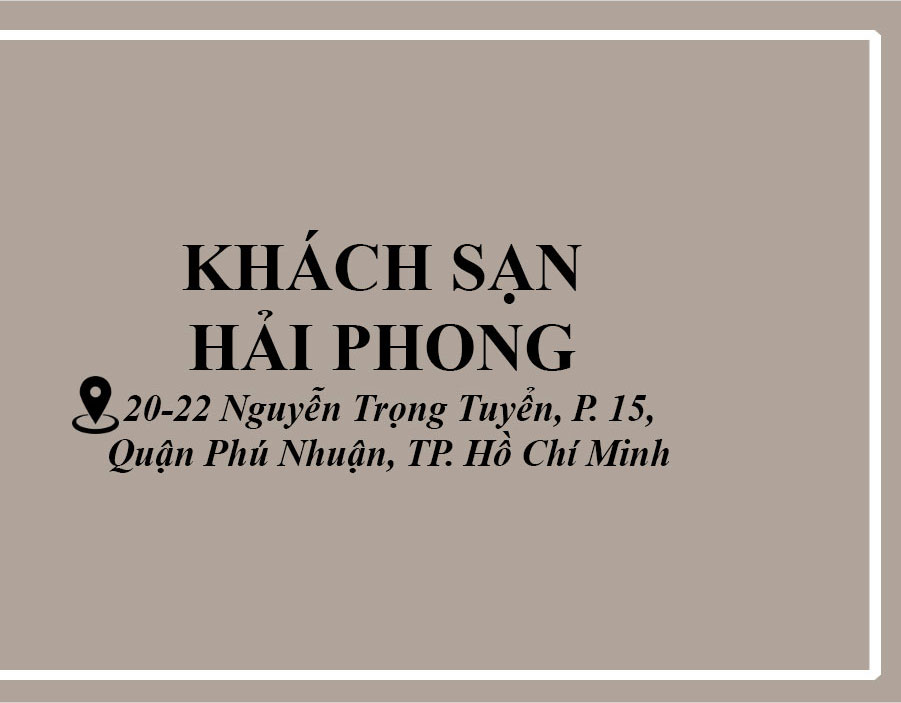 KHÁCH SẠN
HẢI PHONG
20-22 Nguyễn Trọng Tuyển, P. 15,
Quận Phú Nhuận, TP. Hồ Chí Minh